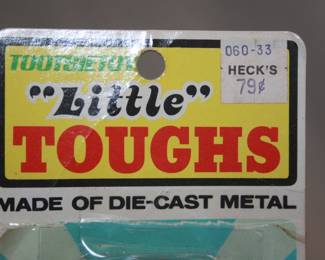 TOOTSIETOY
060-33
HECK'S
79¢
"Little"
TOUGHS
MADE OF DIE-CAST METAL